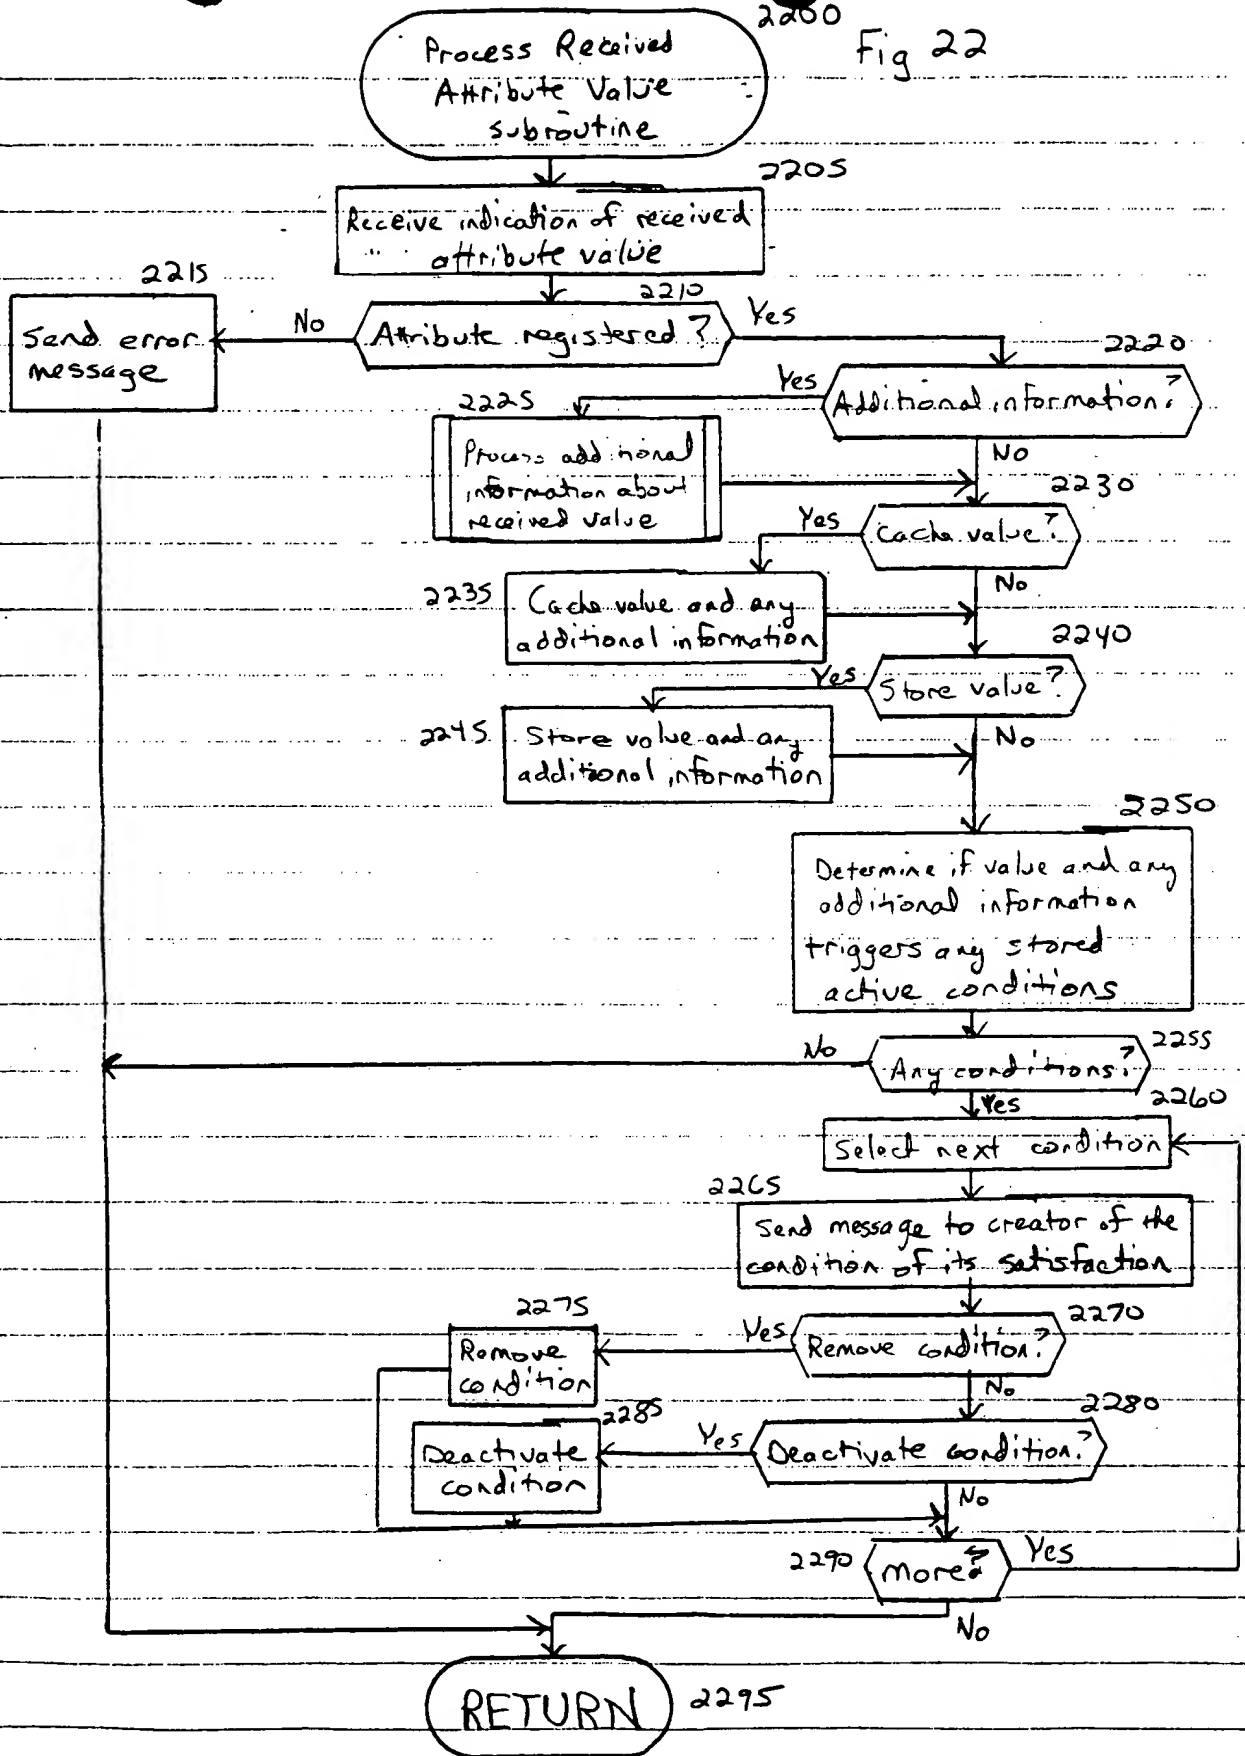 2200
Fig 22
Process Received
Attribute Value
subroutine
2205
Receive indication of received
attribute value
2210
Attribute registered?
No
Yes
2215
Send error
message
2220
Additional information?
Yes
No
2225
Process additional
information about
received value
2230
Cache value?
Yes
No
2235
Cache value and any
additional information
2240
Store value?
Yes
No
2245
Store value and any
additional information
2250
Determine if value and any
additional information
triggers any stored
active conditions
2255
Any conditions?
No
Yes
2260
Select next condition
2265
Send message to creator of the
condition of its satisfaction
2270
Remove condition?
Yes
No
2275
Remove
condition
2280
Deactivate condition?
Yes
No
2285
Deactivate
condition
2290
More?
Yes
No
RETURN
2295